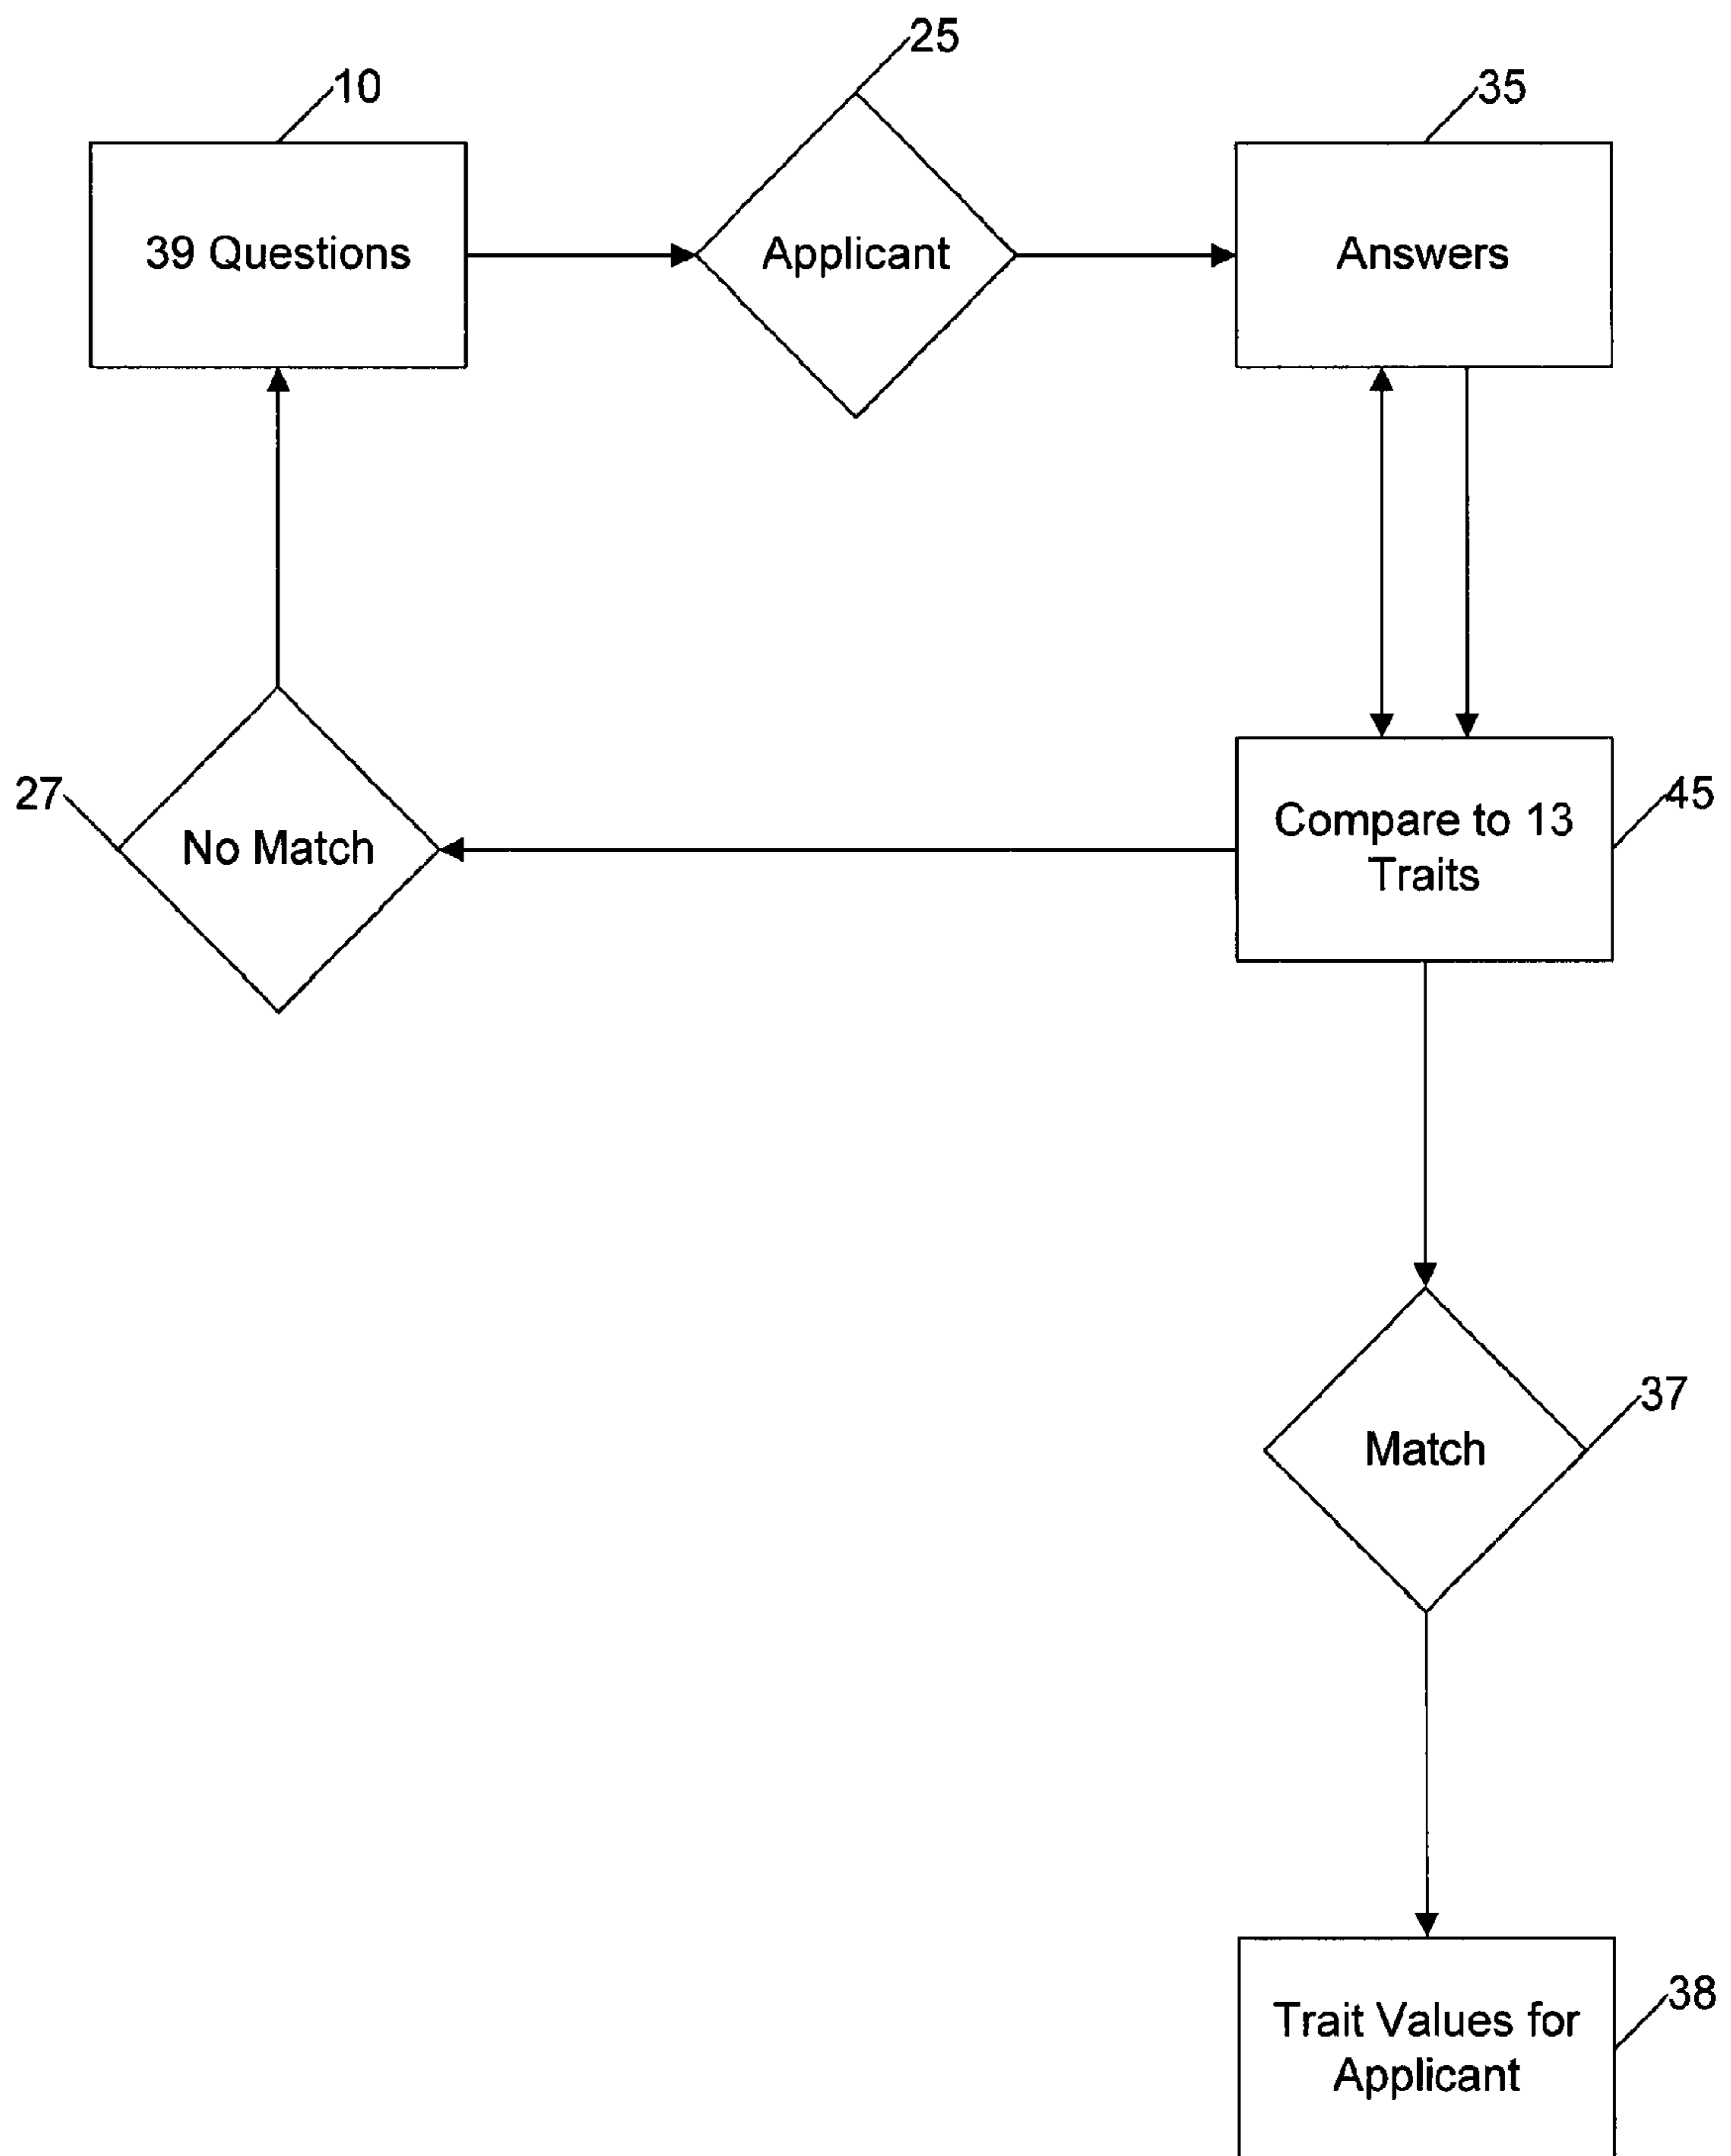 25
10
35
39 Questions
Applicant
Answers
27
No Match
Compare to 13
Traits
45
37
Match
38
Trait Values for
Applicant